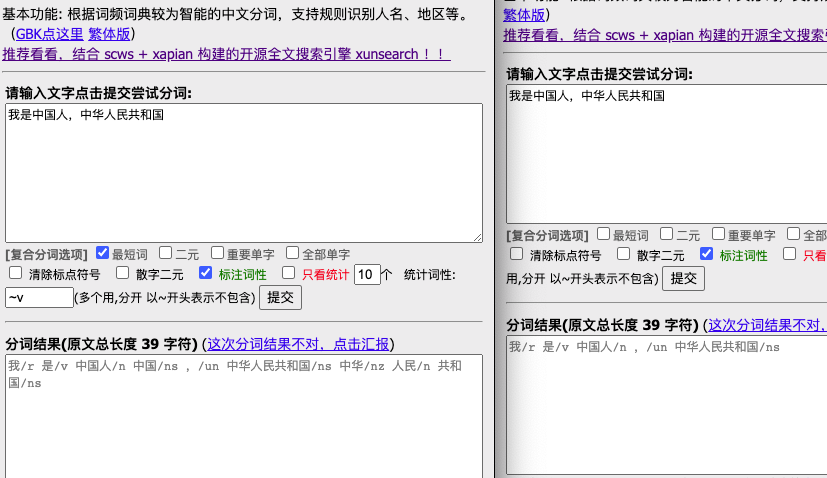 基本功能: 根据词频词典较为智能的中文分词，支持规则识别人名、地区等。
（GBK点这里 繁体版）
推荐看看，结合 scws + xapian 构建的开源全文搜索引擎 xunsearch ！！
请输入文字点击提交尝试分词:
我是中国人，中华人民共和国
[复合分词选项] 最短词 二元 重要单字 全部单字
清除标点符号 散字二元 标注词性 只看统计 10 个 统计词性:
~v (多个用,分开 以~开头表示不包含) 提交
分词结果(原文总长度 39 字符) (这次分词结果不对，点击汇报)
我/r 是/v 中国人/n 中国/ns ，/un 中华人民共和国/ns 中华/nz 人民/n 共和
国/ns
繁体版）
推荐看看，结合 scws + xapian 构建的开源全文搜索引
请输入文字点击提交尝试分词:
我是中国人，中华人民共和国
[复合分词选项] 最短词 二元 重要单字 全部
清除标点符号 散字二元 标注词性 只看
用,分开 以~开头表示不包含) 提交
分词结果(原文总长度 39 字符) (这次分词结果不对，
我/r 是/v 中国人/n ，/un 中华人民共和国/ns